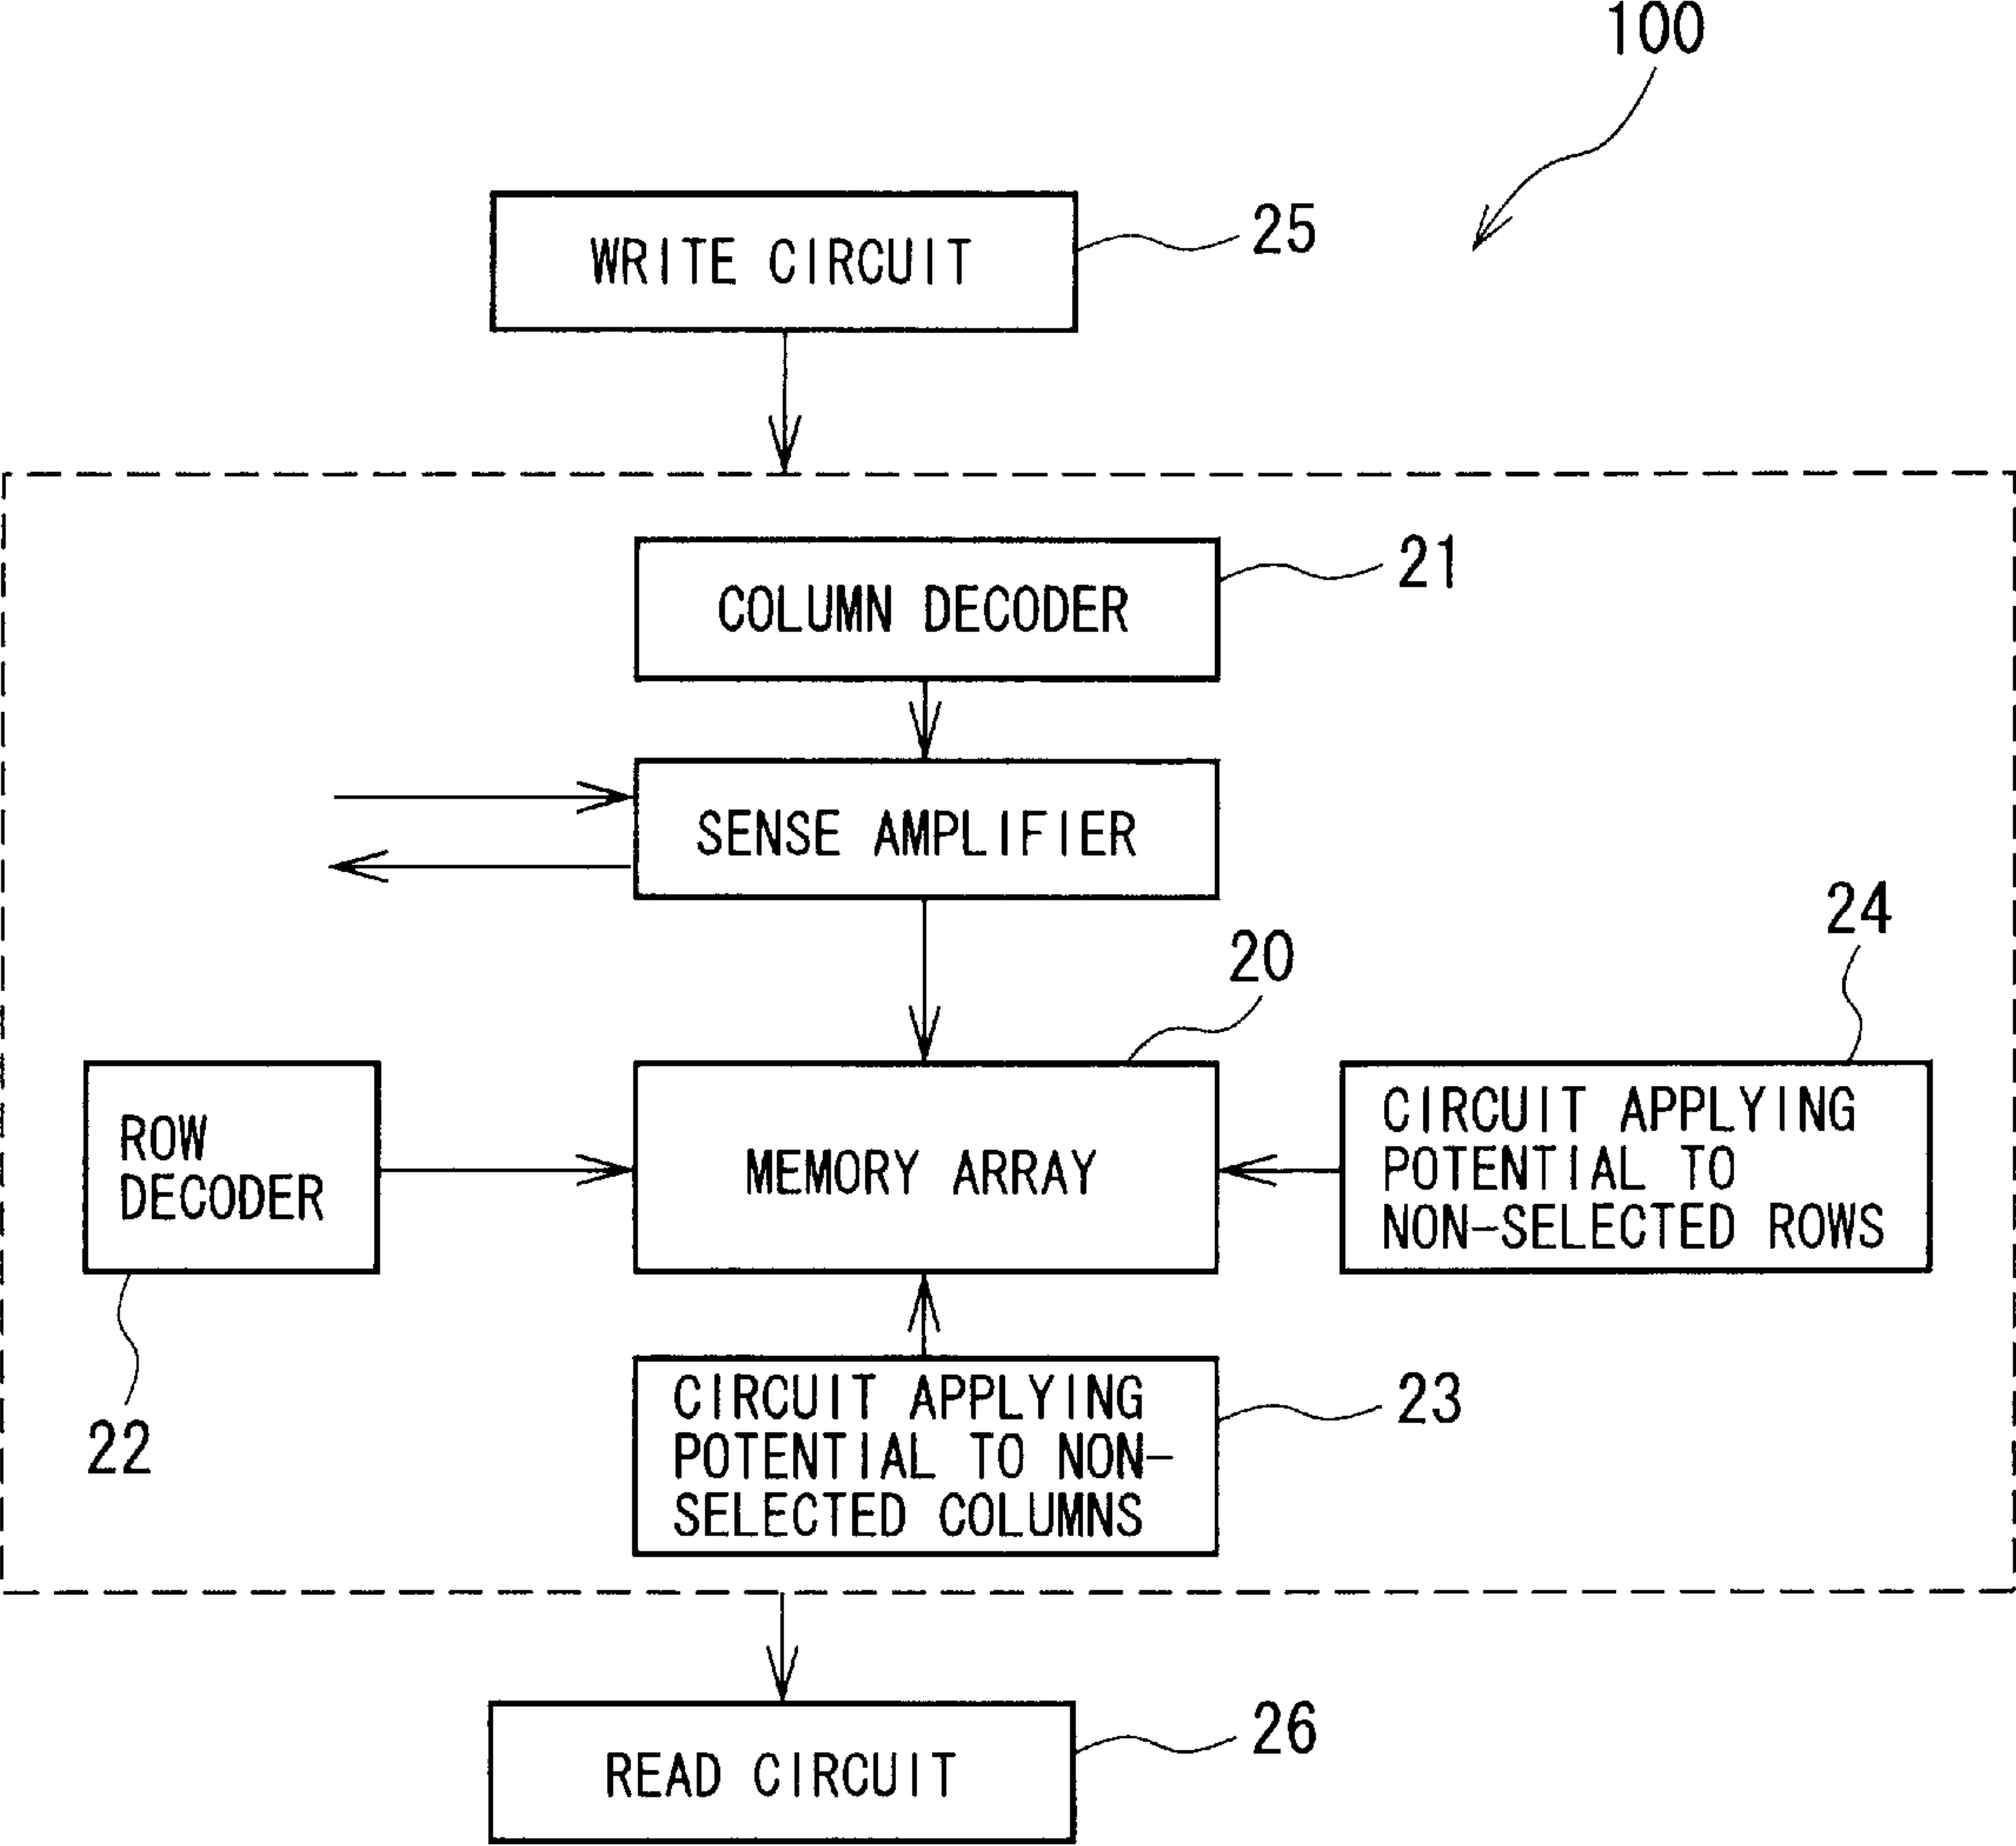 100
WRITE CIRCUIT
25
COLUMN DECODER
21
SENSE AMPLIFIER
24
20
ROW
DECODER
MEMORY ARRAY
CIRCUIT APPLYING
POTENTIAL TO
NON-SELECTED ROWS
22
CIRCUIT APPLYING
POTENTIAL TO NON-
SELECTED COLUMNS
23
READ CIRCUIT
26